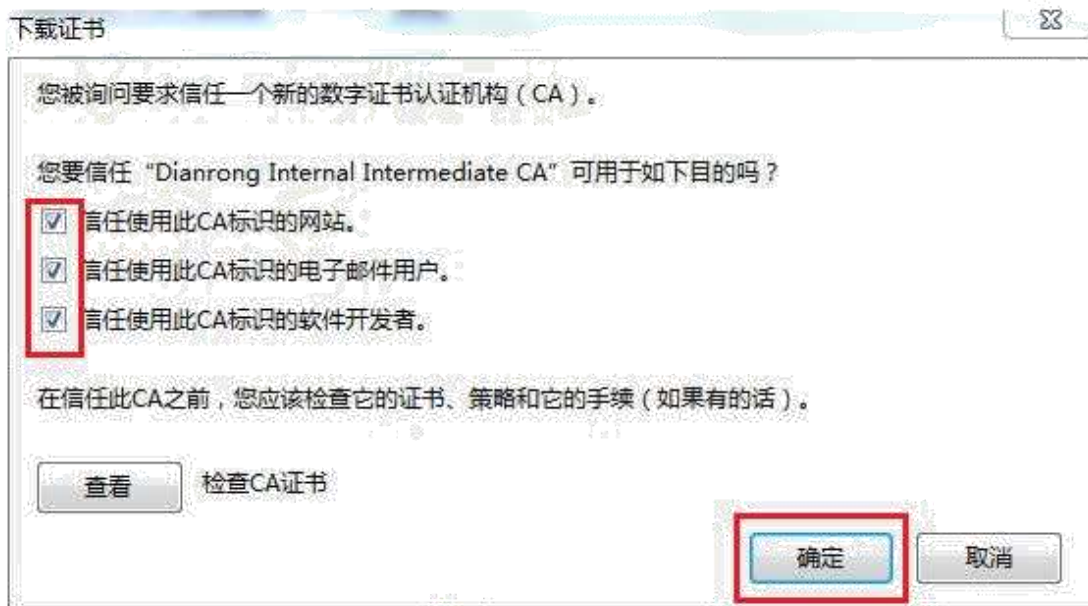 下载证书
您被询问要求信任一个新的数字证书认证机构（CA）。
您要信任“Dianrong Internal Intermediate CA”可用于如下目的吗？
信任使用此CA标识的网站。
信任使用此CA标识的电子邮件用户。
信任使用此CA标识的软件开发者。
在信任此CA之前，您应该检查它的证书、策略和它的手续（如果有的话）。
查看 检查CA证书
确定 取消